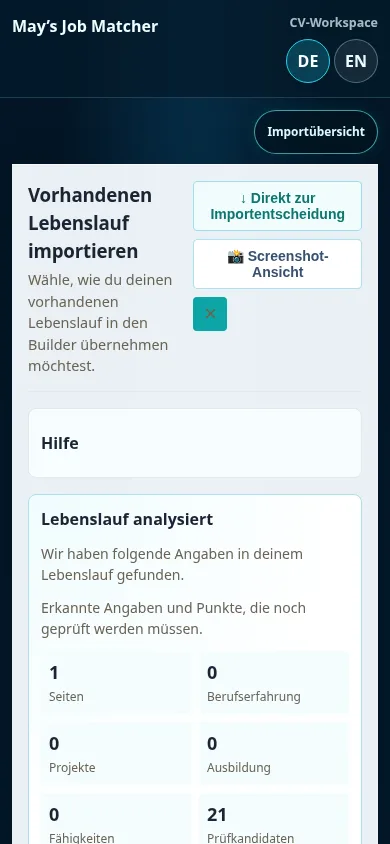 May’s Job Matcher
CV-Workspace
DE EN
Importübersicht
Vorhandenen
Lebenslauf
importieren
Wähle, wie du deinen
vorhandenen
Lebenslauf in den
Builder übernehmen
möchtest.
↓ Direkt zur
Importentscheidung
📸 Screenshot-
Ansicht
✕
Hilfe
Lebenslauf analysiert
Wir haben folgende Angaben in deinem
Lebenslauf gefunden.
Erkannte Angaben und Punkte, die noch
geprüft werden müssen.
1
Seiten
0
Berufserfahrung
0
Projekte
0
Ausbildung
0
Fähigkeiten
21
Prüfkandidaten